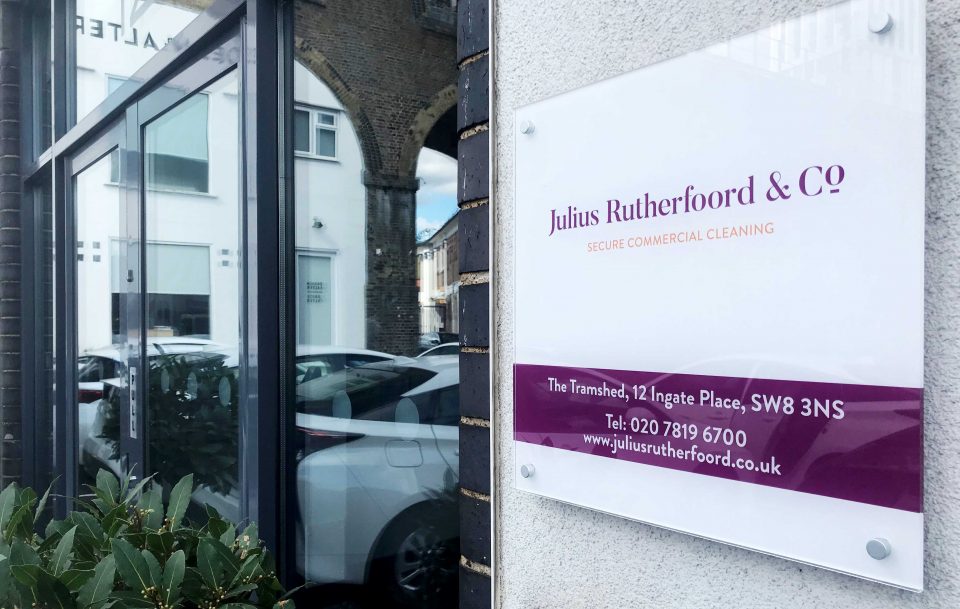 Julius Rutherfoord & Co
SECURE COMMERCIAL CLEANING
The Tramshed, 12 Ingate Place, SW8 3NS
Tel: 020 7819 6700
www.juliusrutherfoord.co.uk